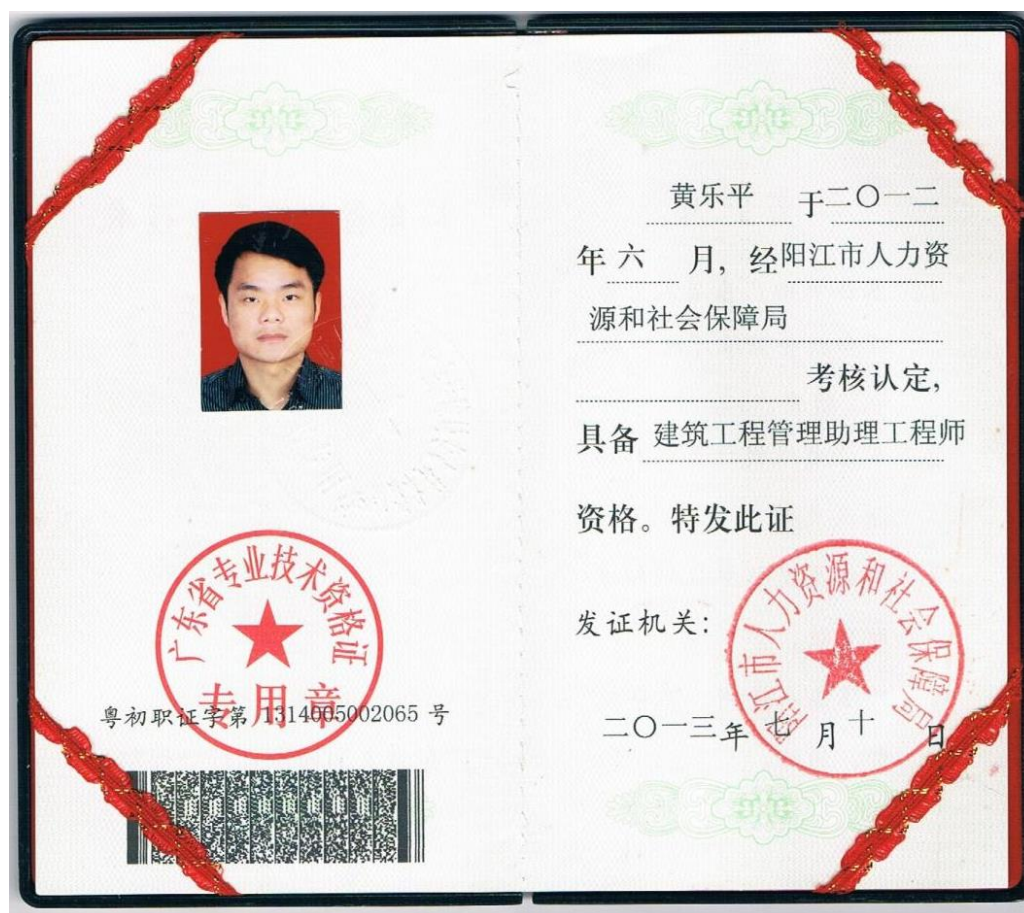 广东省专业技术资格证
专用章
粤初职证字第 1314005002065 号
黄乐平 于二〇一二
年 六 月, 经阳江市人力资
源和社会保障局
考核认定,
具备 建筑工程管理助理工程师
资格。特发此证
发证机关:
阳江市人力资源和社会保障局
二〇一三年 七 月 十 日